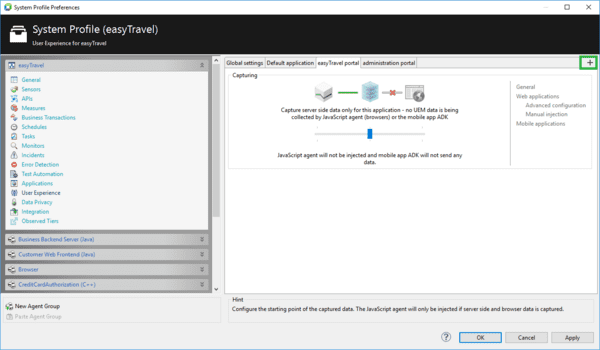 System Profile Preferences
System Profile (easyTravel)
User Experience for easyTravel
easyTravel
General
Sensors
APIs
Measures
Business Transactions
Schedules
Tasks
Monitors
Incidents
Error Detection
Test Automation
Applications
User Experience
Data Privacy
Integration
Observed Tiers
Business Backend Server (Java)
Customer Web Frontend (Java)
Browser
CreditCardAuthorization (C++)
New Agent Group
Paste Agent Group
Global settings Default application easyTravel portal administration portal
Capturing
Capture server side data only for this application - no UEM data is being
collected by JavaScript agent (browsers) or the mobile app ADK
JavaScript agent will not be injected and mobile app ADK will not send any
data.
General
Web applications
Advanced configuration
Manual injection
Mobile applications
Hint
Configure the starting point of the captured data. The JavaScript agent will only be injected if server side and browser data is captured.
OK Cancel Apply